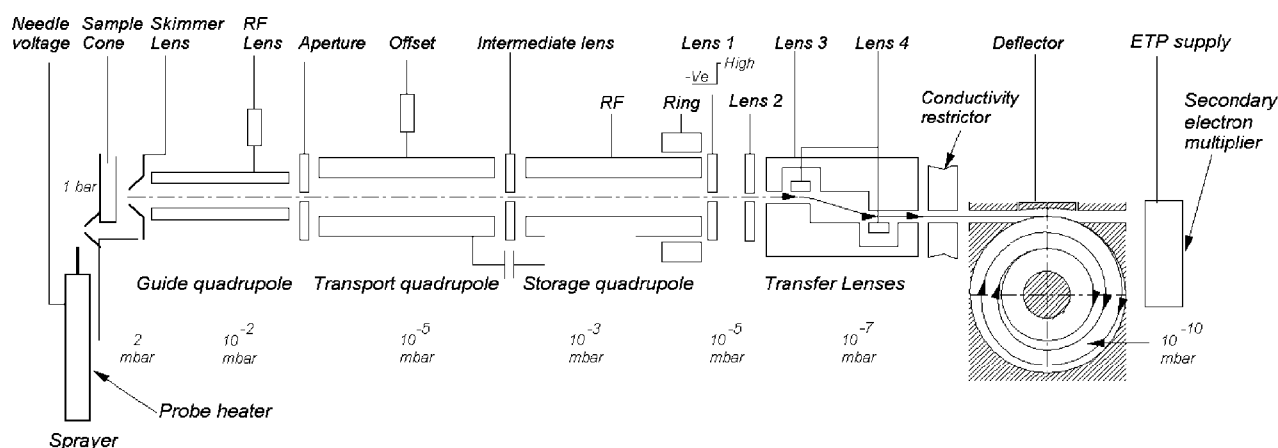 Needle
voltage
Sample
Cone
Skimmer
Lens
RF
Lens
Aperture
Offset
Intermediate lens
Lens 1
High
-Ve
Lens 3
Lens 4
Deflector
ETP supply
RF
Ring
Lens 2
Conductivity
restrictor
Secondary
electron
multiplier
1 bar
Guide quadrupole
Transport quadrupole
Storage quadrupole
Transfer Lenses
2
mbar
10⁻²
mbar
10⁻⁵
mbar
10⁻³
mbar
10⁻⁵
mbar
10⁻⁷
mbar
10⁻¹⁰
mbar
Probe heater
Sprayer